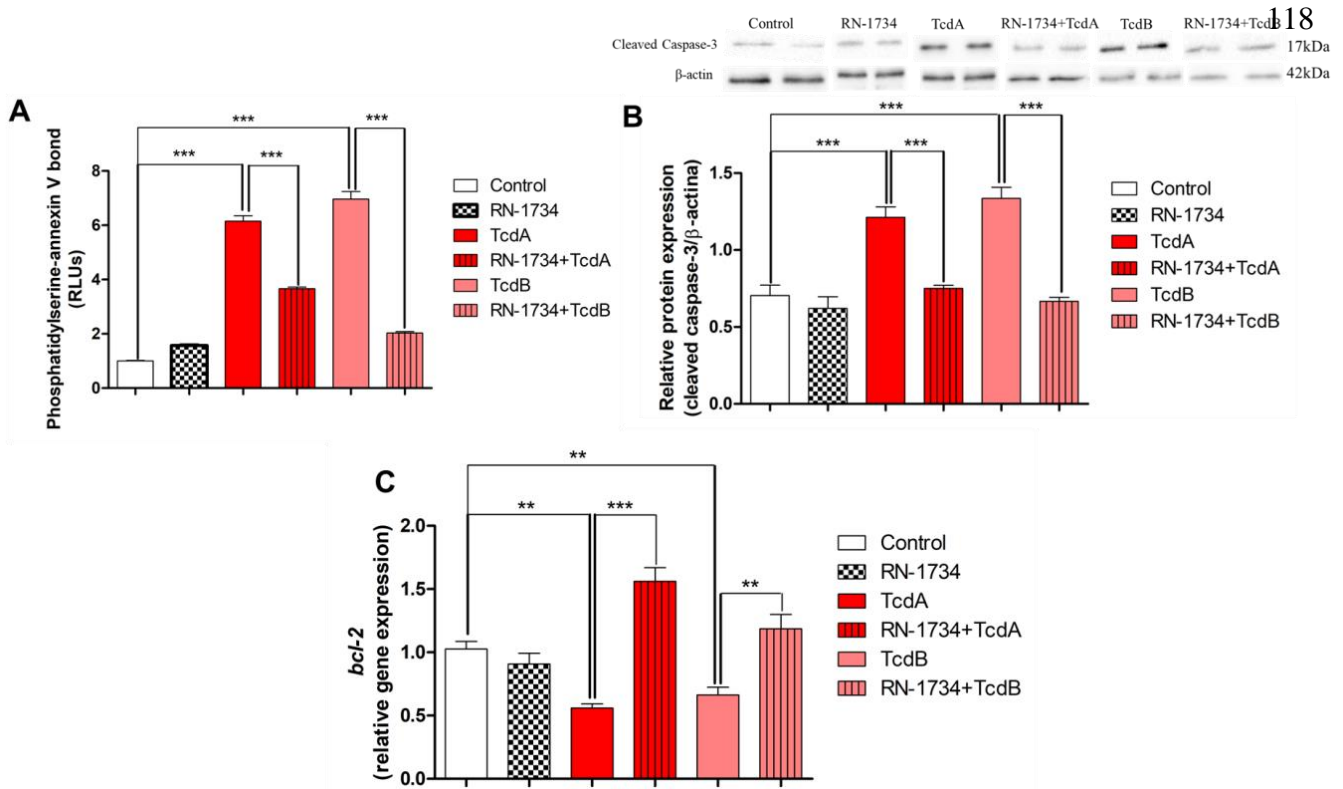 118
Control RN-1734 TcdA RN-1734+TcdA TcdB RN-1734+TcdB
Cleaved Caspase-3 17kDa
β-actin 42kDa
A
Phosphatidylserine-annexin V bond
(RLUs)
8
6
4
2
0
***
***
***
***
Control
RN-1734
TcdA
RN-1734+TcdA
TcdB
RN-1734+TcdB
B
Relative protein expression
(cleaved caspase-3/β-actina)
1.5
1.0
0.5
0.0
***
***
***
***
Control
RN-1734
TcdA
RN-1734+TcdA
TcdB
RN-1734+TcdB
C
bcl-2
(relative gene expression)
2.0
1.5
1.0
0.5
0.0
**
**
***
**
Control
RN-1734
TcdA
RN-1734+TcdA
TcdB
RN-1734+TcdB